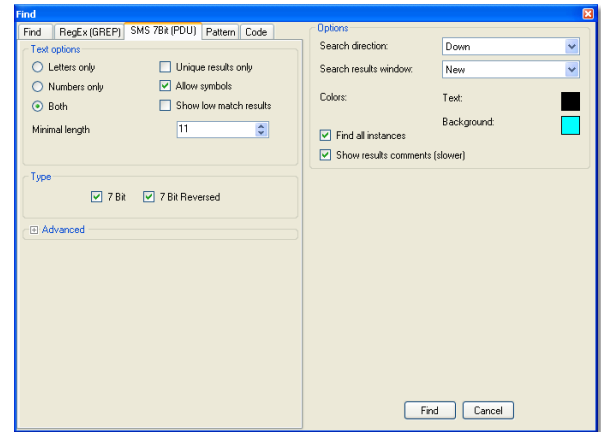 Find
Find RegEx (GREP) SMS 7Bit (PDU) Pattern Code
Text options
Letters only Unique results only
Numbers only Allow symbols
Both Show low match results
Minimal length 11
Type
7 Bit 7 Bit Reversed
Advanced
Options
Search direction: Down
Search results window: New
Colors: Text:
Background:
Find all instances
Show results comments (slower)
Find Cancel